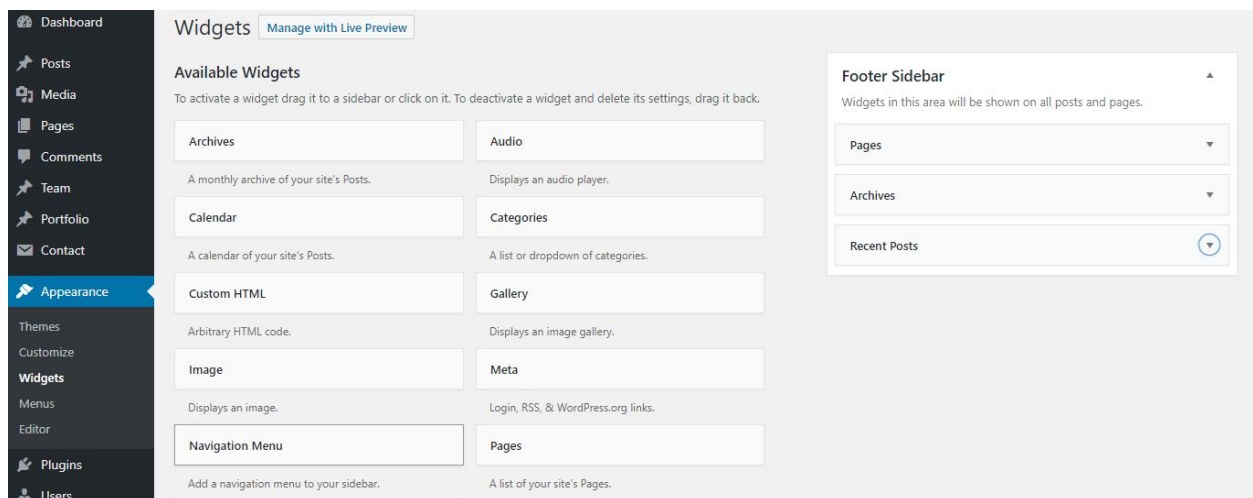 Dashboard
Posts
Media
Pages
Comments
Team
Portfolio
Contact
Appearance
Themes
Customize
Widgets
Menus
Editor
Plugins
Users
Widgets Manage with Live Preview
Available Widgets
To activate a widget drag it to a sidebar or click on it. To deactivate a widget and delete its settings, drag it back.
Archives Audio
A monthly archive of your site's Posts. Displays an audio player.
Calendar Categories
A calendar of your site's Posts. A list or dropdown of categories.
Custom HTML Gallery
Arbitrary HTML code. Displays an image gallery.
Image Meta
Displays an image. Login, RSS, & WordPress.org links.
Navigation Menu Pages
Add a navigation menu to your sidebar. A list of your site's Pages.
Footer Sidebar
Widgets in this area will be shown on all posts and pages.
Pages
Archives
Recent Posts